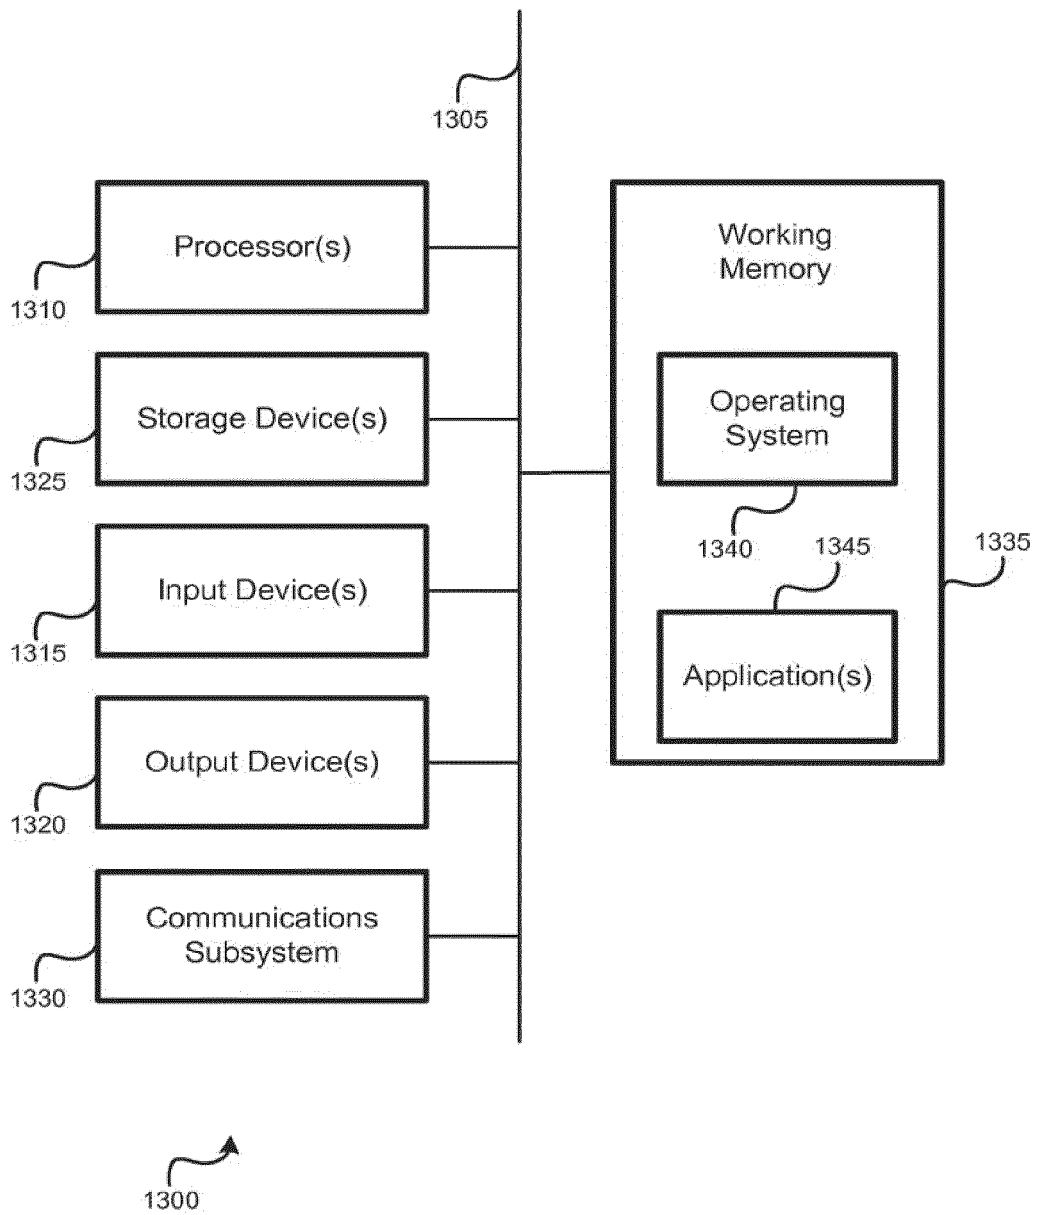 1305
Processor(s)
1310
Storage Device(s)
1325
Input Device(s)
1315
Output Device(s)
1320
Communications
Subsystem
1330
Working
Memory
Operating
System
1340
1345
1335
Application(s)
1300